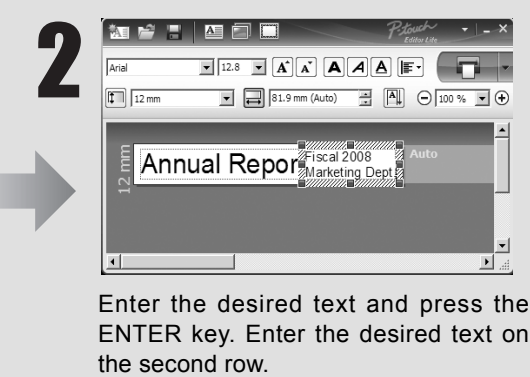 2
P-touch
Editor Lite
Arial
12.8
A A A A A
12 mm
81.9 mm (Auto)
A
100 %
12 mm
Annual Repor
Fiscal 2008
Marketing Dept
Auto
Enter the desired text and press the
ENTER key. Enter the desired text on
the second row.